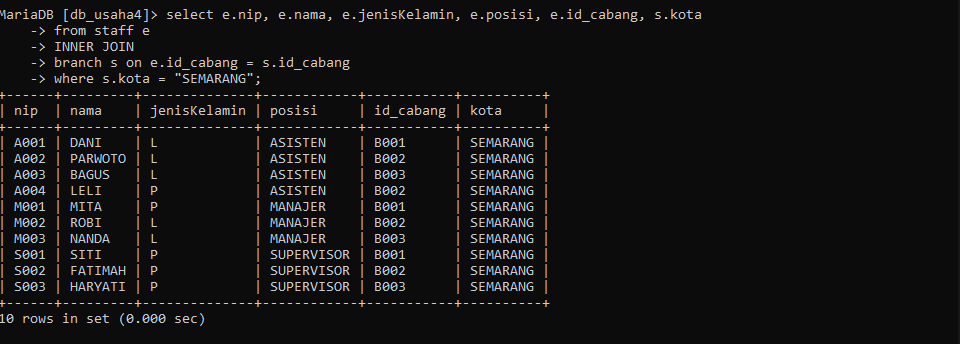 MariaDB [db_usaha4]> select e.nip, e.nama, e.jenisKelamin, e.posisi, e.id_cabang, s.kota
    -> from staff e
    -> INNER JOIN
    -> branch s on e.id_cabang = s.id_cabang
    -> where s.kota = "SEMARANG";
+------+---------+--------------+------------+-----------+----------+
| nip  | nama    | jenisKelamin | posisi     | id_cabang | kota     |
+------+---------+--------------+------------+-----------+----------+
| A001 | DANI    | L            | ASISTEN    | B001      | SEMARANG |
| A002 | PARWOTO | L            | ASISTEN    | B002      | SEMARANG |
| A003 | BAGUS   | L            | ASISTEN    | B003      | SEMARANG |
| A004 | LELI    | P            | ASISTEN    | B002      | SEMARANG |
| M001 | MITA    | P            | MANAJER    | B001      | SEMARANG |
| M002 | ROBI    | L            | MANAJER    | B002      | SEMARANG |
| M003 | NANDA   | L            | MANAJER    | B003      | SEMARANG |
| S001 | SITI    | P            | SUPERVISOR | B001      | SEMARANG |
| S002 | FATIMAH | P            | SUPERVISOR | B002      | SEMARANG |
| S003 | HARYATI | P            | SUPERVISOR | B003      | SEMARANG |
+------+---------+--------------+------------+-----------+----------+
10 rows in set (0.000 sec)